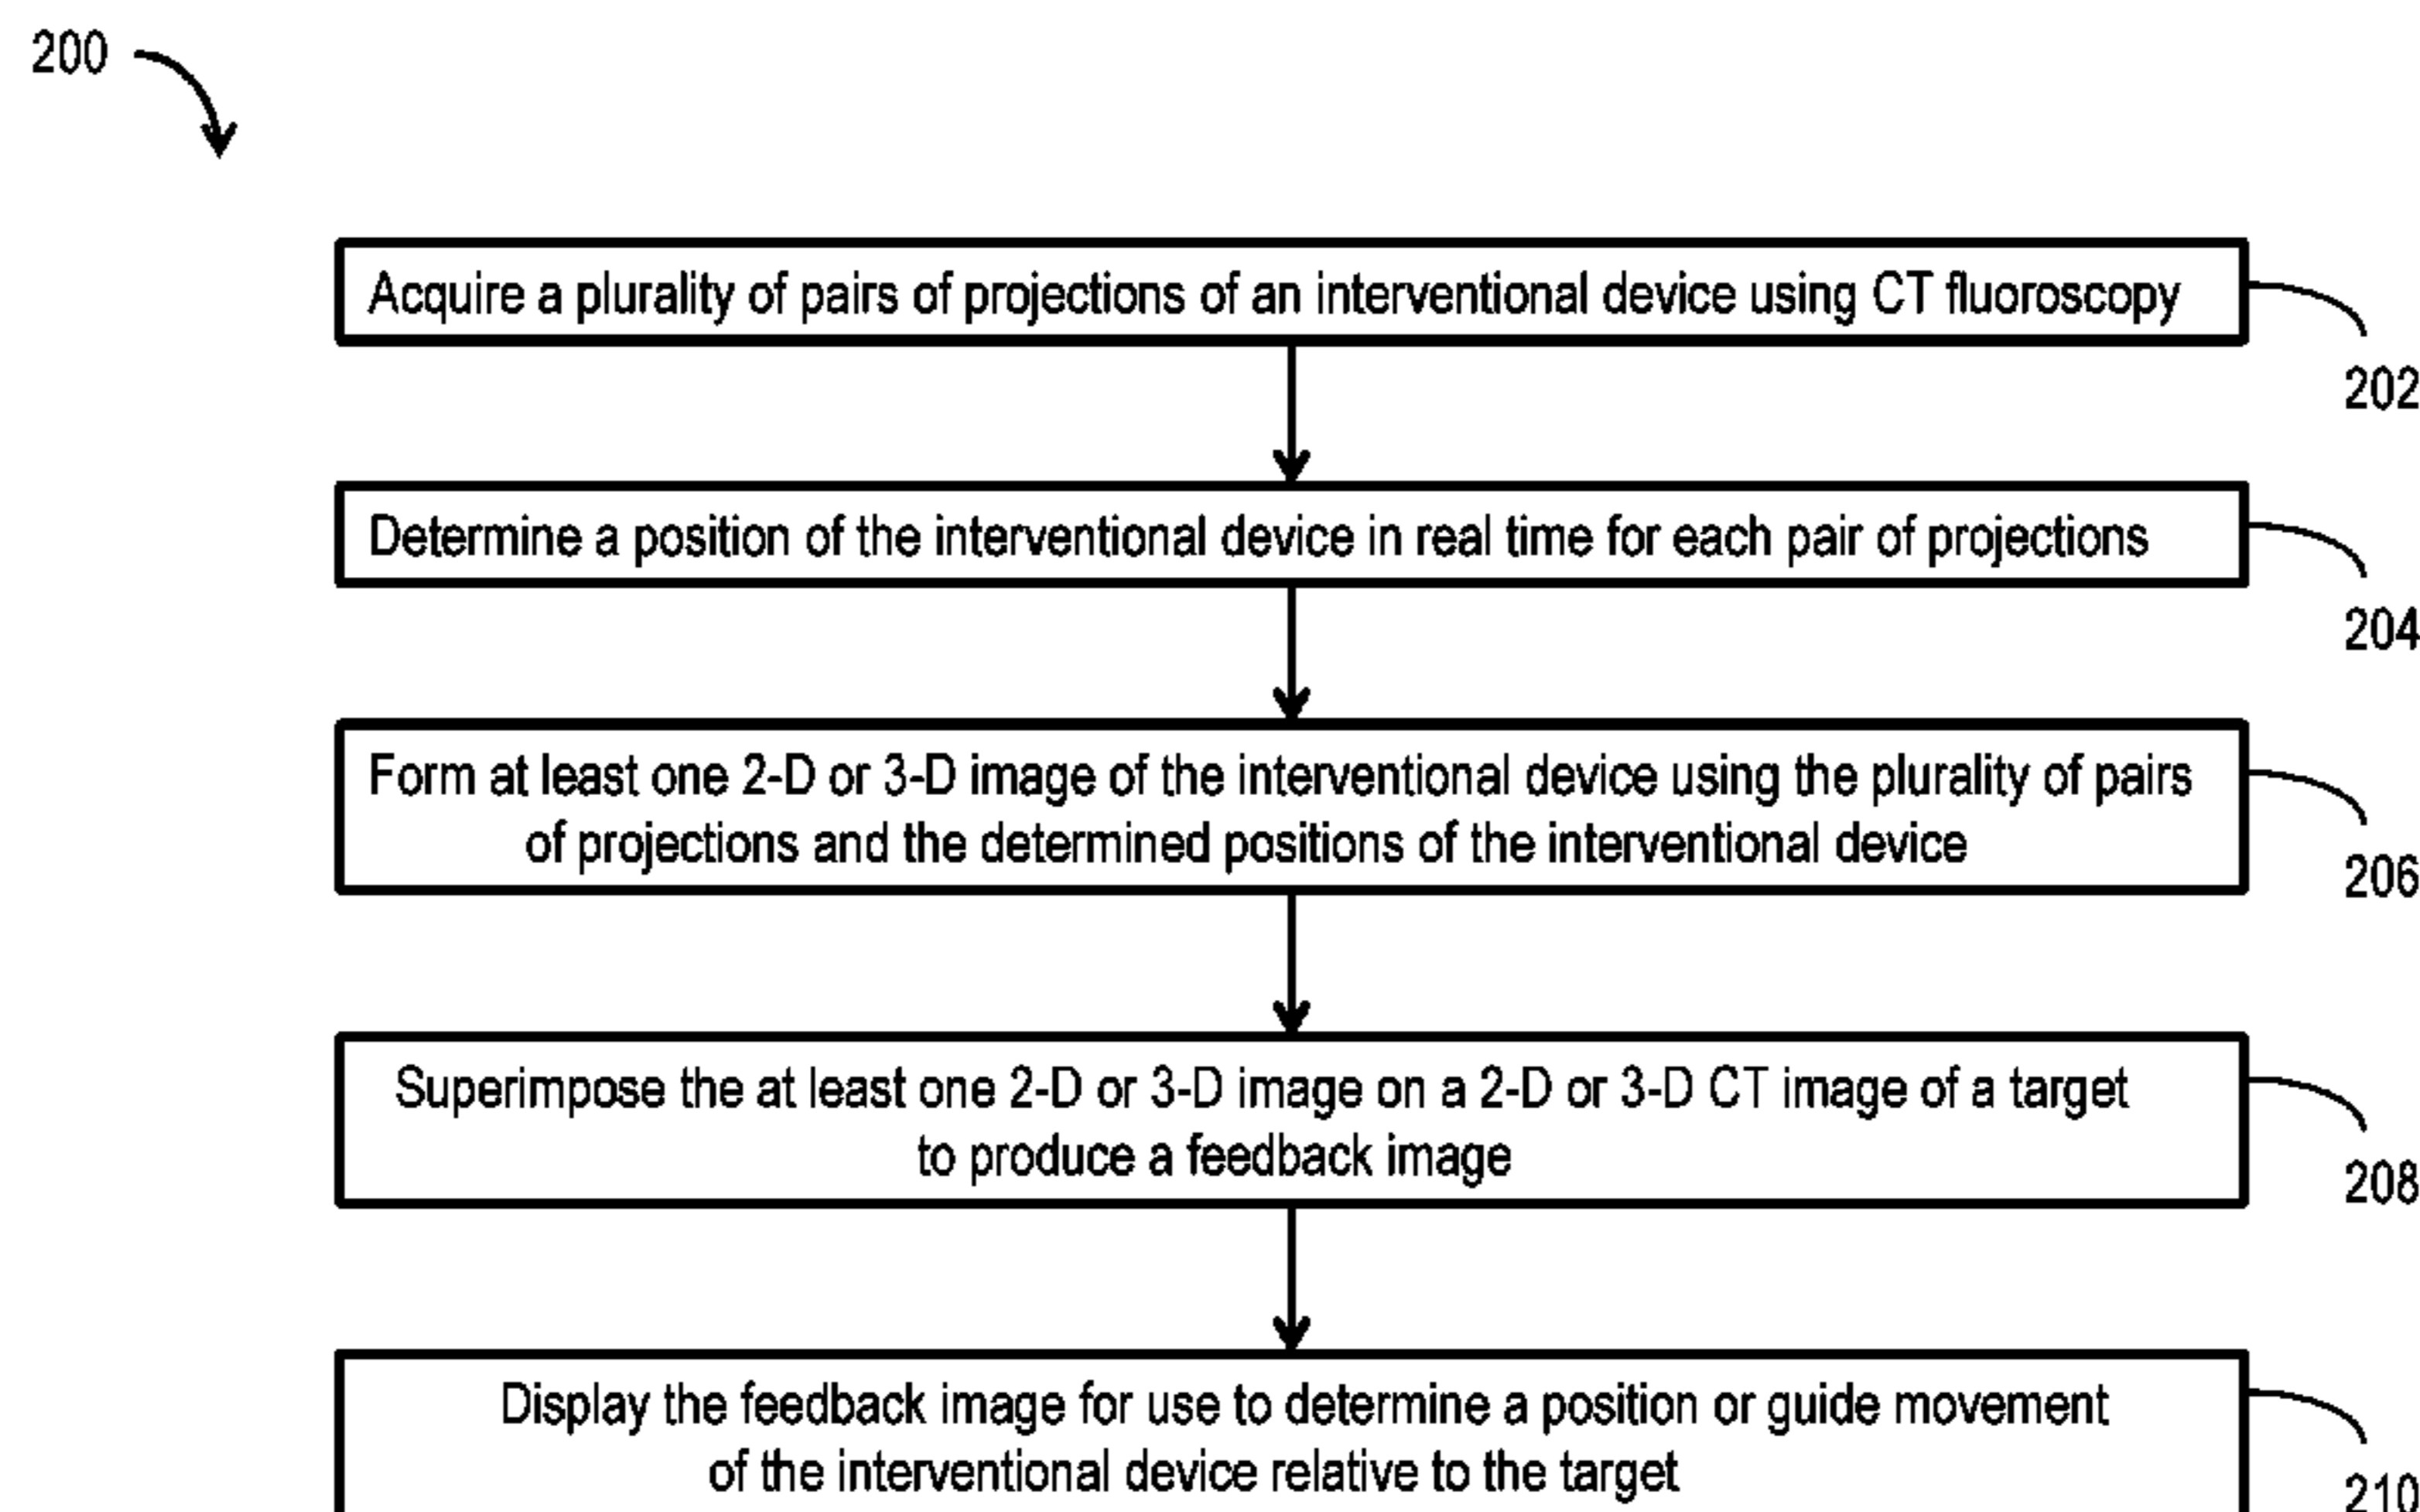 200
Acquire a plurality of pairs of projections of an interventional device using CT fluoroscopy
202
Determine a position of the interventional device in real time for each pair of projections
204
Form at least one 2-D or 3-D image of the interventional device using the plurality of pairs
of projections and the determined positions of the interventional device
206
Superimpose the at least one 2-D or 3-D image on a 2-D or 3-D CT image of a target
to produce a feedback image
208
Display the feedback image for use to determine a position or guide movement
of the interventional device relative to the target
210